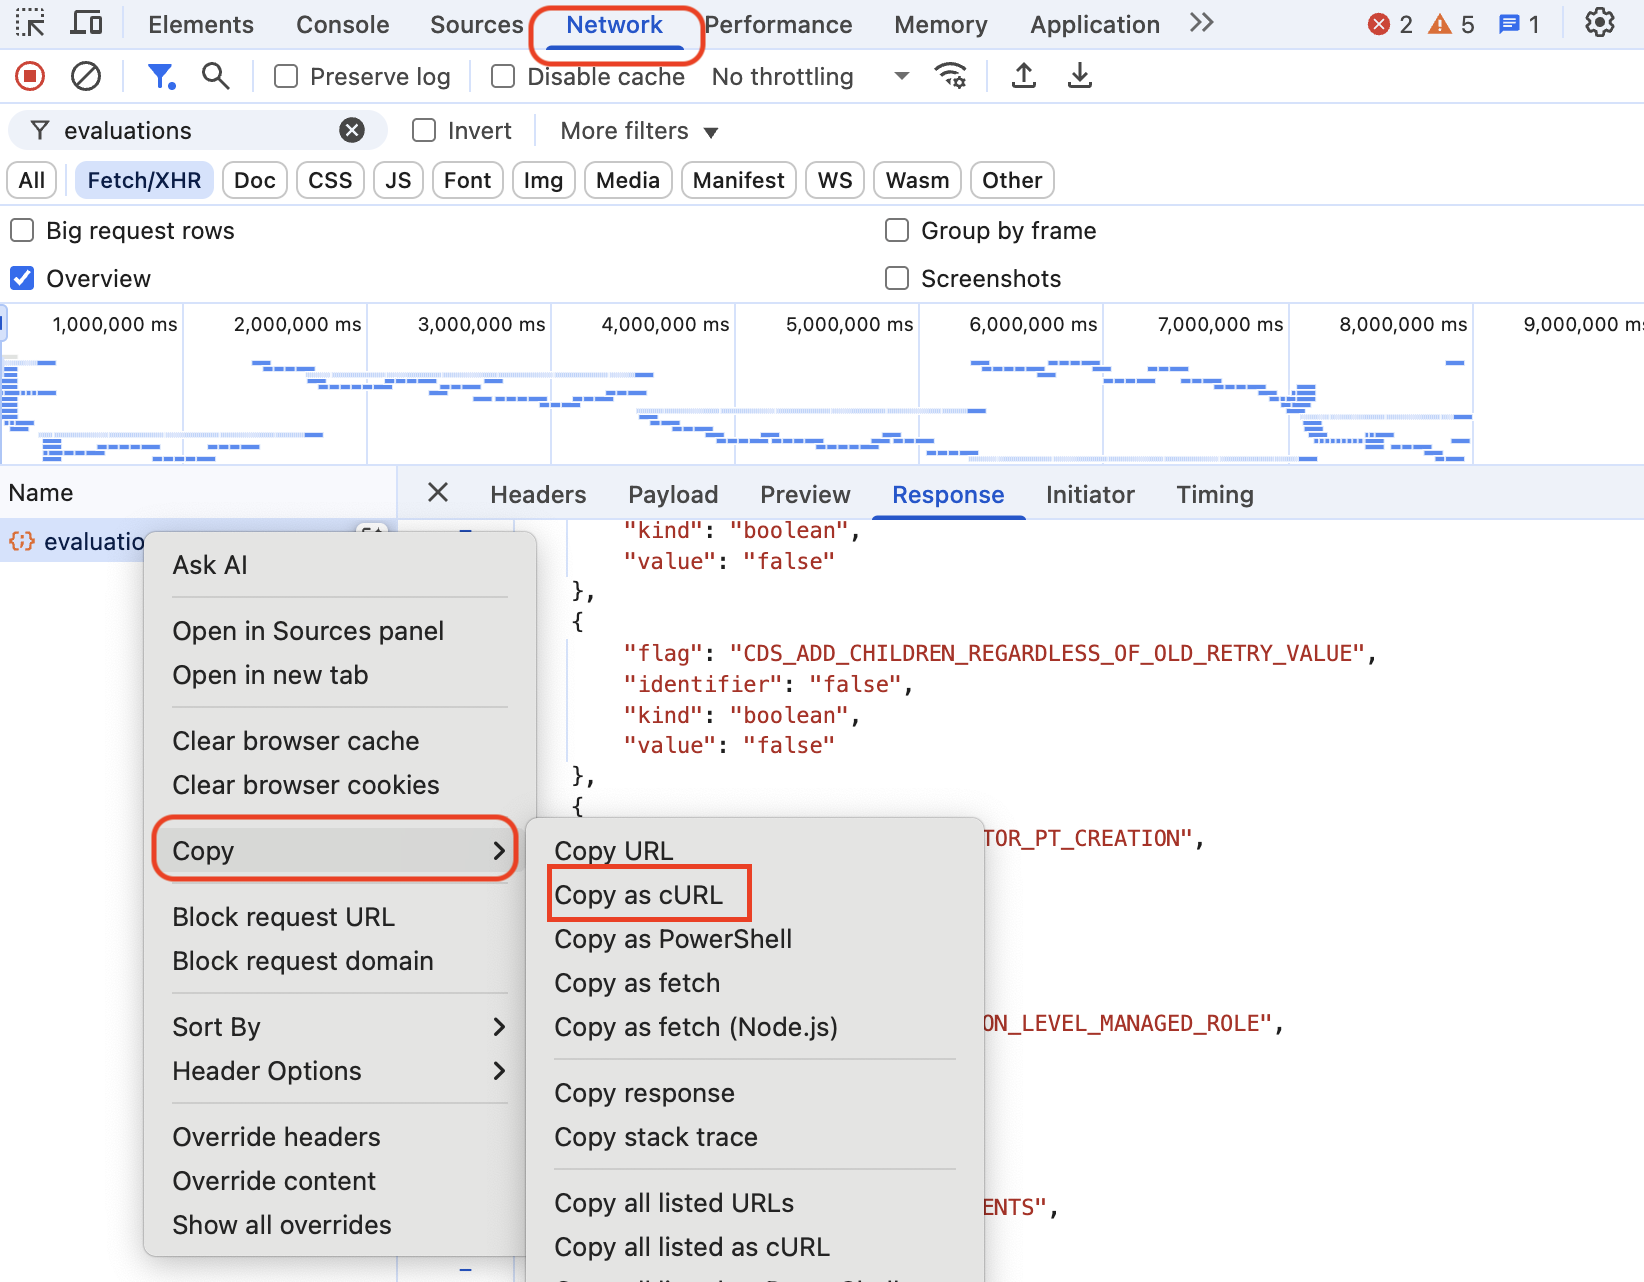 Elements Console Sources Network Performance Memory Application 2 5 1
Preserve log Disable cache No throttling
evaluations Invert More filters
All Fetch/XHR Doc CSS JS Font Img Media Manifest WS Wasm Other
Big request rows Group by frame
Overview Screenshots
1,000,000 ms 2,000,000 ms 3,000,000 ms 4,000,000 ms 5,000,000 ms 6,000,000 ms 7,000,000 ms 8,000,000 ms 9,000,000 ms
Name Headers Payload Preview Response Initiator Timing
evaluatio
"kind": "boolean",
"value": "false"
},
{
"flag": "CDS_ADD_CHILDREN_REGARDLESS_OF_OLD_RETRY_VALUE",
"identifier": "false",
"kind": "boolean",
"value": "false"
},
{
TOR_PT_CREATION",
ON_LEVEL_MANAGED_ROLE",
ENTS",
Ask AI
Open in Sources panel
Open in new tab
Clear browser cache
Clear browser cookies
Copy
Block request URL
Block request domain
Sort By
Header Options
Override headers
Override content
Show all overrides
Copy URL
Copy as cURL
Copy as PowerShell
Copy as fetch
Copy as fetch (Node.js)
Copy response
Copy stack trace
Copy all listed URLs
Copy all listed as cURL